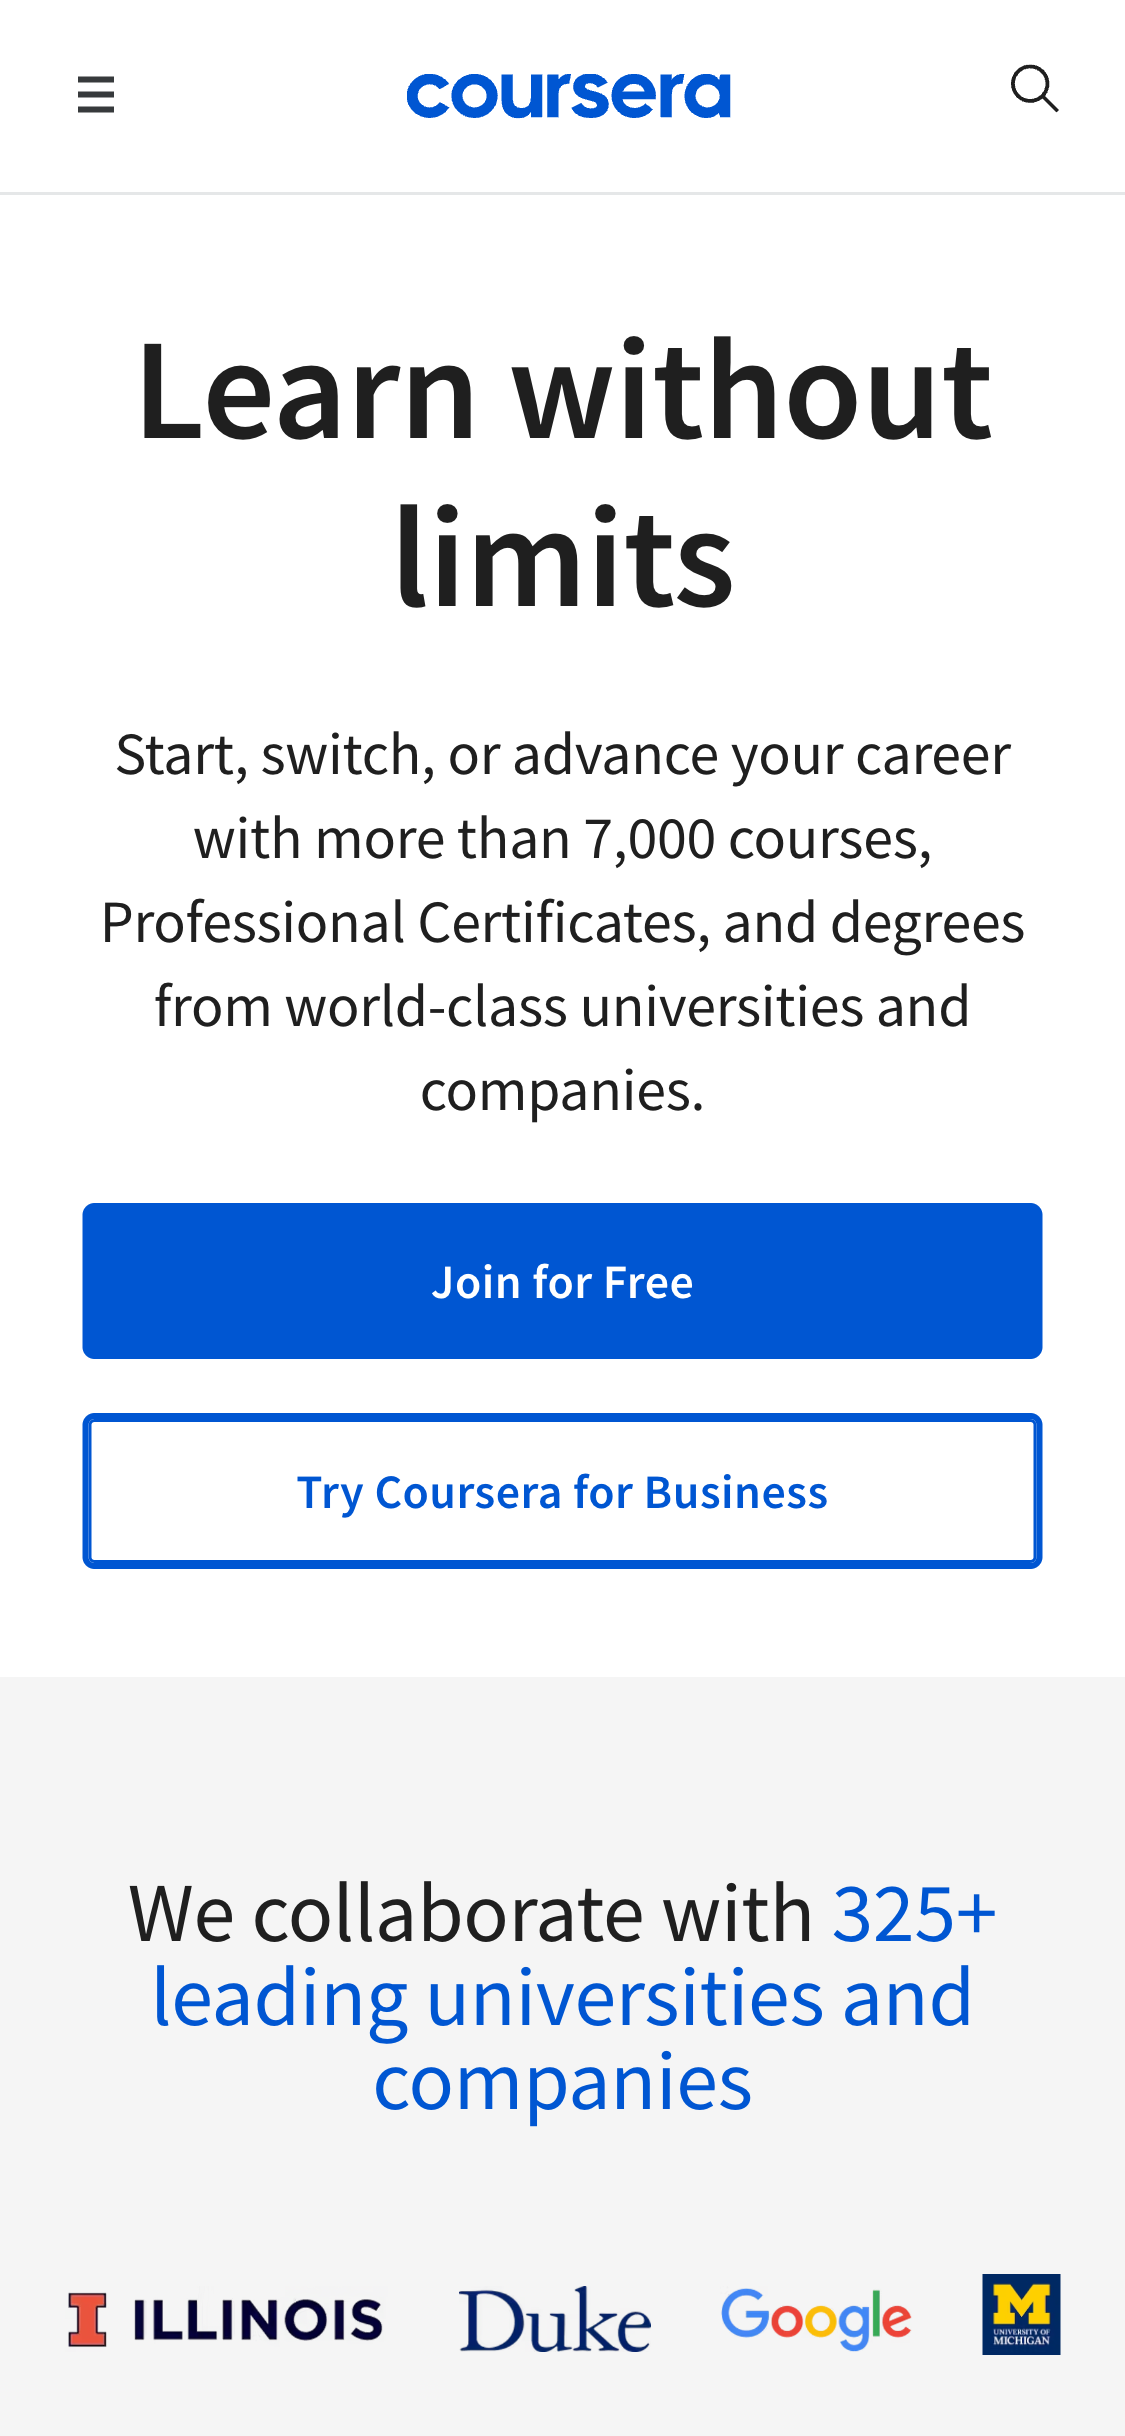 coursera
Learn without
limits
Start, switch, or advance your career
with more than 7,000 courses,
Professional Certificates, and degrees
from world-class universities and
companies.
Join for Free
Try Coursera for Business
We collaborate with 325+
leading universities and
companies
I ILLINOIS
Duke
Google
M
UNIVERSITY OF
MICHIGAN